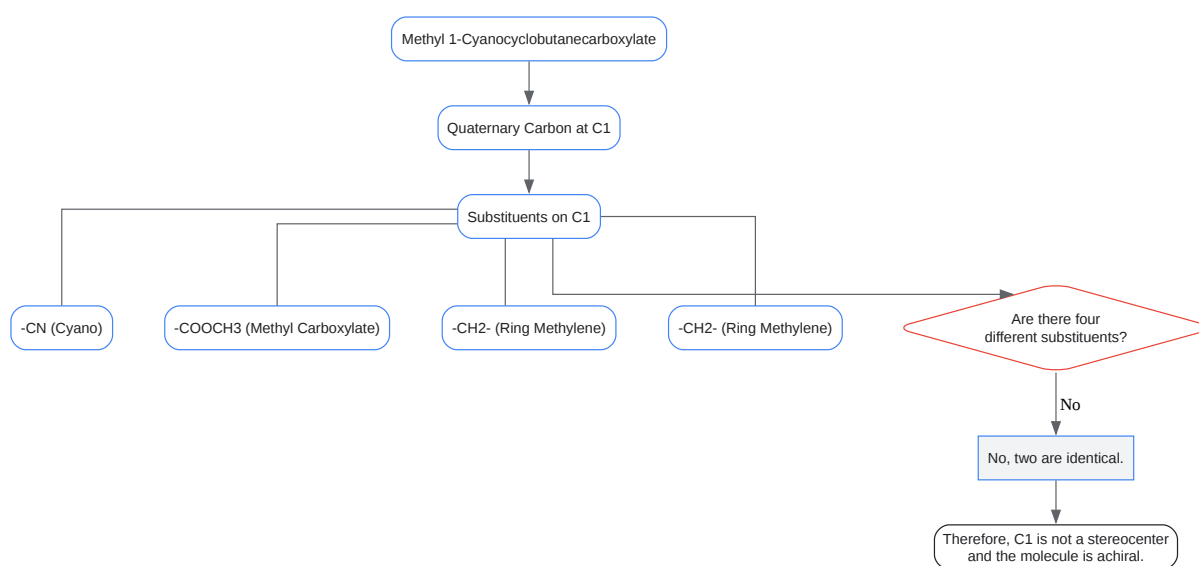 Methyl 1-Cyanocyclobutanecarboxylate
Quaternary Carbon at C1
Substituents on C1
-CN (Cyano)
-COOCH3 (Methyl Carboxylate)
-CH2- (Ring Methylene)
-CH2- (Ring Methylene)
Are there four
different substituents?
No
No, two are identical.
Therefore, C1 is not a stereocenter
and the molecule is achiral.